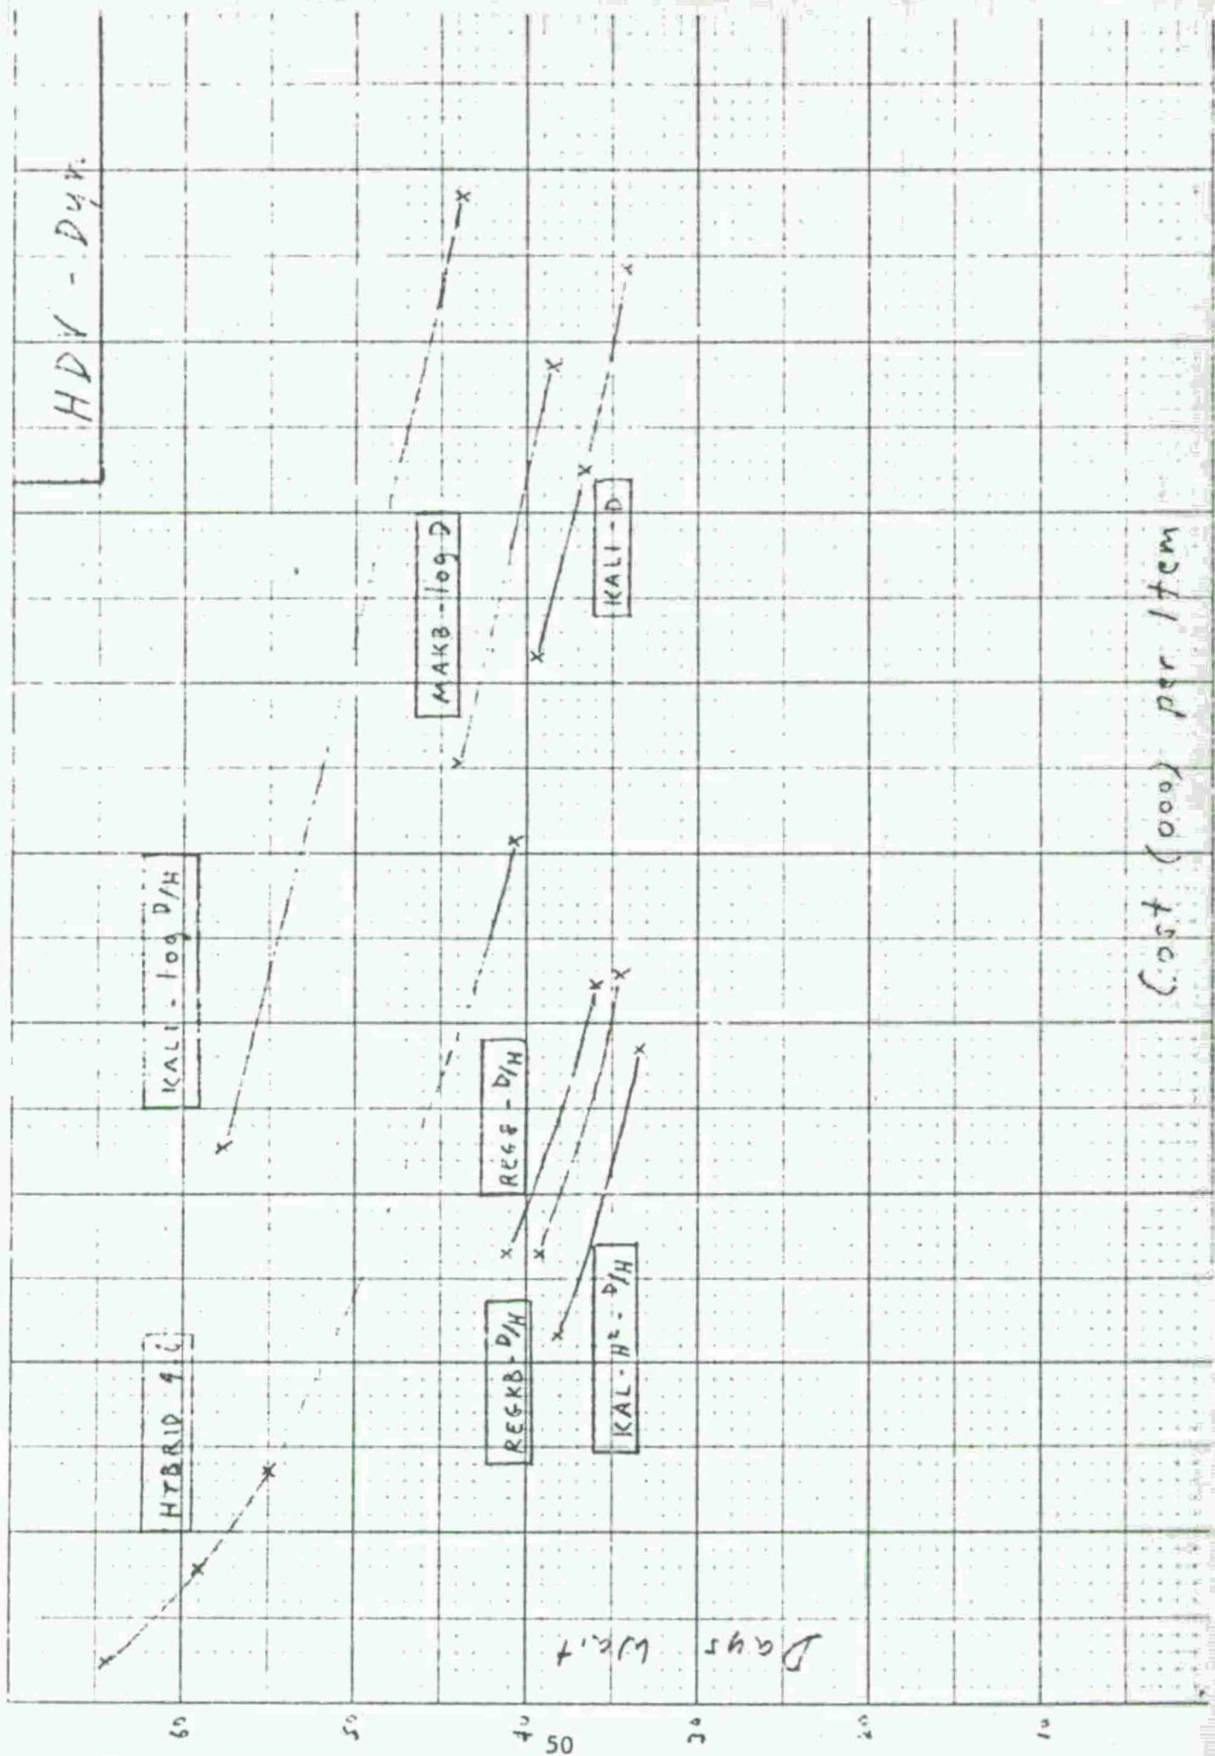 HDV - Dyn.
KALI - log D/H
HYBRID q.i
MAKB - log D
KALI - D
REGE - D/H
REGKB - D/H
KAL - H² - D/H
Days Wait
60
50
40
30
20
10
Cost (000) per Item
50